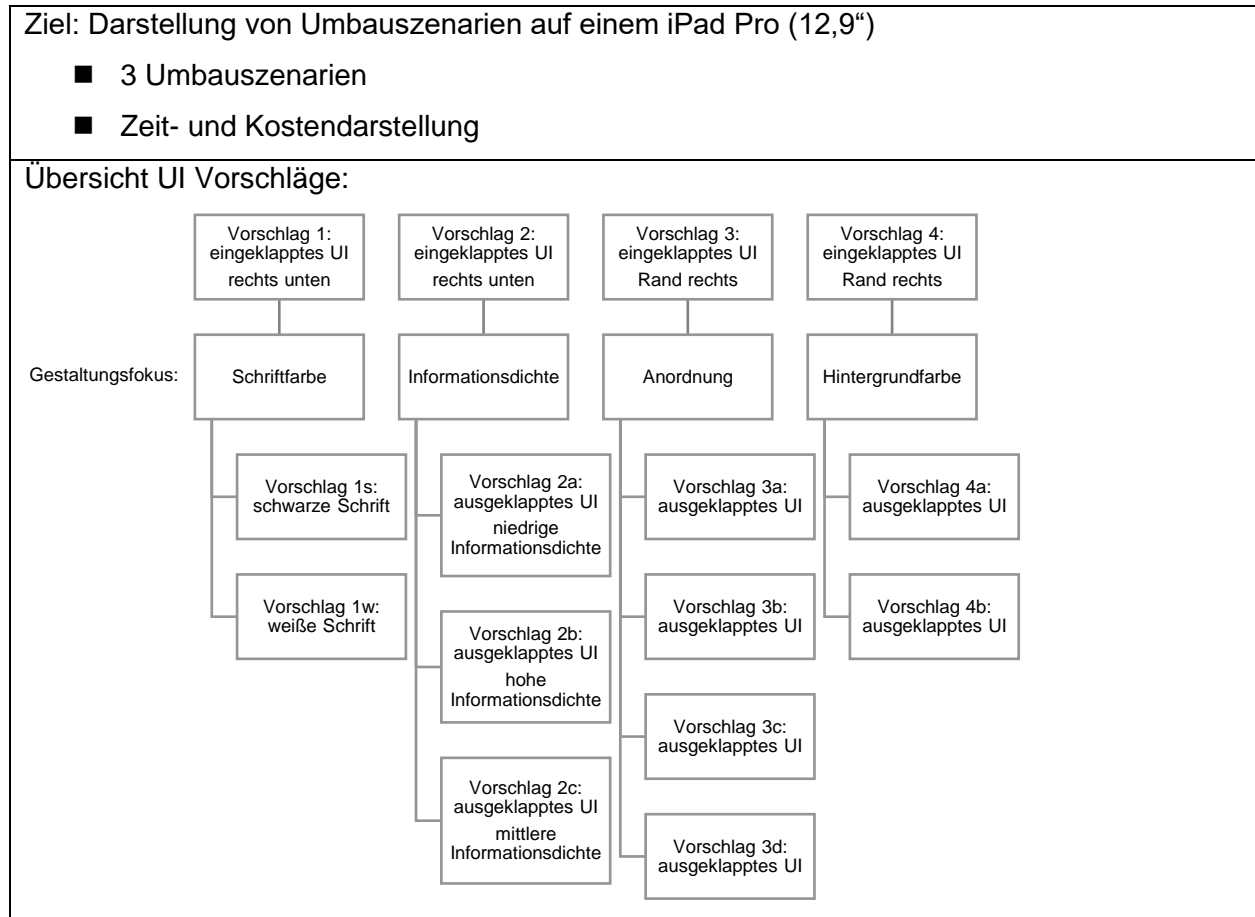 Ziel: Darstellung von Umbauszenarien auf einem iPad Pro (12,9“)
■ 3 Umbauszenarien
■ Zeit- und Kostendarstellung
Übersicht UI Vorschläge:
Vorschlag 1:
eingeklapptes UI
rechts unten
Vorschlag 2:
eingeklapptes UI
rechts unten
Vorschlag 3:
eingeklapptes UI
Rand rechts
Vorschlag 4:
eingeklapptes UI
Rand rechts
Gestaltungsfokus:
Schriftfarbe
Informationsdichte
Anordnung
Hintergrundfarbe
Vorschlag 1s:
schwarze Schrift
Vorschlag 1w:
weiße Schrift
Vorschlag 2a:
ausgeklapptes UI
niedrige
Informationsdichte
Vorschlag 2b:
ausgeklapptes UI
hohe
Informationsdichte
Vorschlag 2c:
ausgeklapptes UI
mittlere
Informationsdichte
Vorschlag 3a:
ausgeklapptes UI
Vorschlag 3b:
ausgeklapptes UI
Vorschlag 3c:
ausgeklapptes UI
Vorschlag 3d:
ausgeklapptes UI
Vorschlag 4a:
ausgeklapptes UI
Vorschlag 4b:
ausgeklapptes UI